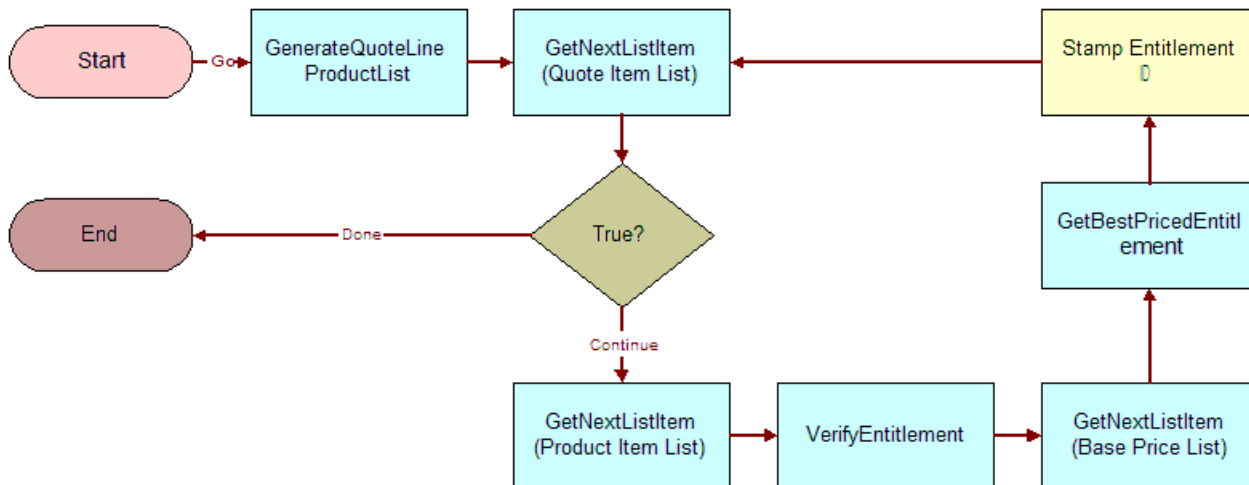 Start
Go
GenerateQuoteLine
ProductList
GetNextListItem
(Quote Item List)
Stamp Entitlement
End
Done
True?
GetBestPricedEntitl
ement
Continue
GetNextListItem
(Product Item List)
VerifyEntitlement
GetNextListItem
(Base Price List)